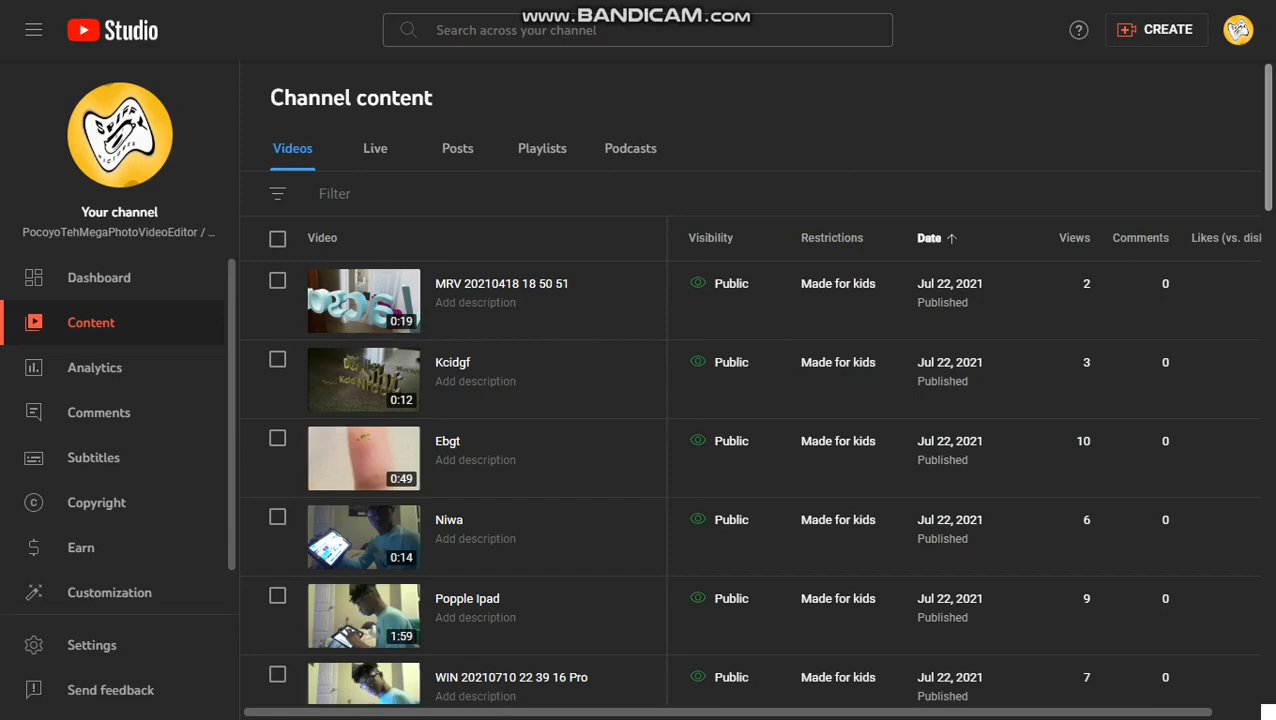 www.BANDICAM.com
Studio
Search across your channel
CREATE
Your channel
PocoyoTehMegaPhotoVideoEditor / ...
Dashboard
Content
Analytics
Comments
Subtitles
Copyright
Earn
Customization
Settings
Send feedback
Channel content
Videos Live Posts Playlists Podcasts
Filter
Video Visibility Restrictions Date Views Comments Likes (vs. disl
MRV 20210418 18 50 51 Public Made for kids Jul 22, 2021 2 0
Add description Published
0:19
Kcidgf Public Made for kids Jul 22, 2021 3 0
Add description Published
0:12
Ebgt Public Made for kids Jul 22, 2021 10 0
Add description Published
0:49
Niwa Public Made for kids Jul 22, 2021 6 0
Add description Published
0:14
Popple Ipad Public Made for kids Jul 22, 2021 9 0
Add description Published
1:59
WIN 20210710 22 39 16 Pro Public Made for kids Jul 22, 2021 7 0
Add description Published